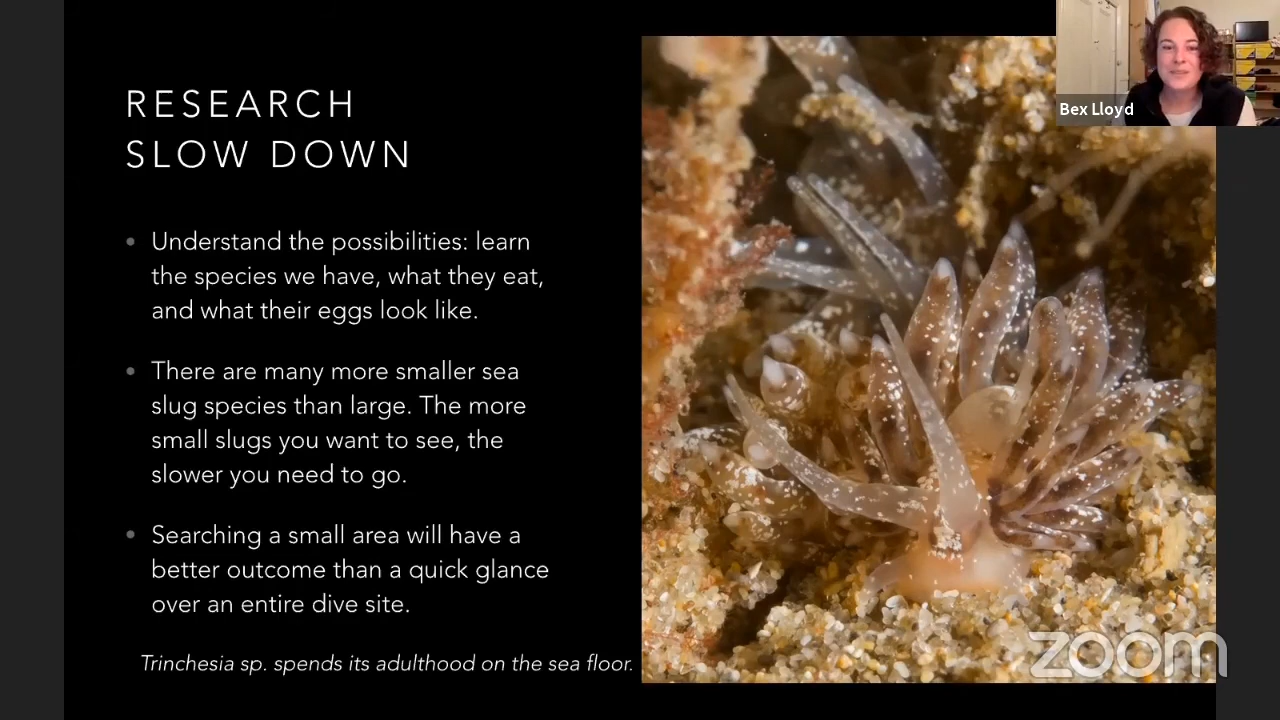 RESEARCH
SLOW DOWN
• Understand the possibilities: learn
the species we have, what they eat,
and what their eggs look like.
• There are many more smaller sea
slug species than large. The more
small slugs you want to see, the
slower you need to go.
• Searching a small area will have a
better outcome than a quick glance
over an entire dive site.
Trinchesia sp. spends its adulthood on the sea floor.
Bex Lloyd
zoom